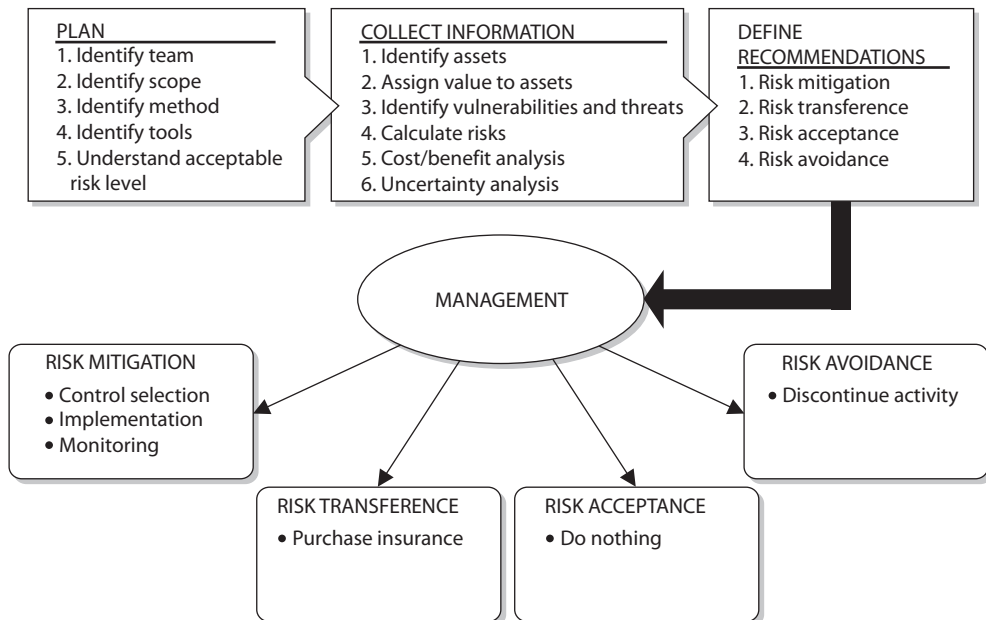 PLAN
1. Identify team
2. Identify scope
3. Identify method
4. Identify tools
5. Understand acceptable
risk level
COLLECT INFORMATION
1. Identify assets
2. Assign value to assets
3. Identify vulnerabilities and threats
4. Calculate risks
5. Cost/benefit analysis
6. Uncertainty analysis
DEFINE
RECOMMENDATIONS
1. Risk mitigation
2. Risk transference
3. Risk acceptance
4. Risk avoidance
MANAGEMENT
RISK MITIGATION
• Control selection
• Implementation
• Monitoring
RISK TRANSFERENCE
• Purchase insurance
RISK ACCEPTANCE
• Do nothing
RISK AVOIDANCE
• Discontinue activity